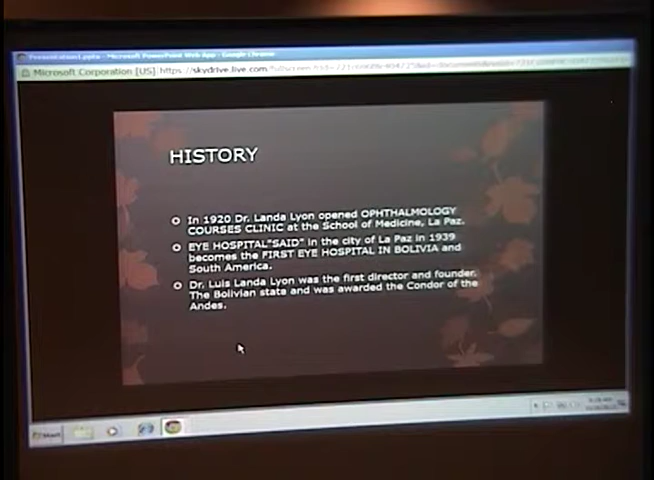 Presentation1.pptx - Microsoft PowerPoint Web App - Google Chrome
Microsoft Corporation [US] https://skydrive.live.com
HISTORY
In 1920 Dr. Landa Lyon opened OPHTHALMOLOGY
COURSES CLINIC at the School of Medicine, La Paz.
EYE HOSPITAL"SAID" in the city of La Paz in 1939
becomes the FIRST EYE HOSPITAL IN BOLIVIA and
South America.
Dr. Luis Landa Lyon was the first director and founder.
The Bolivian state and was awarded the Condor of the
Andes.
Start